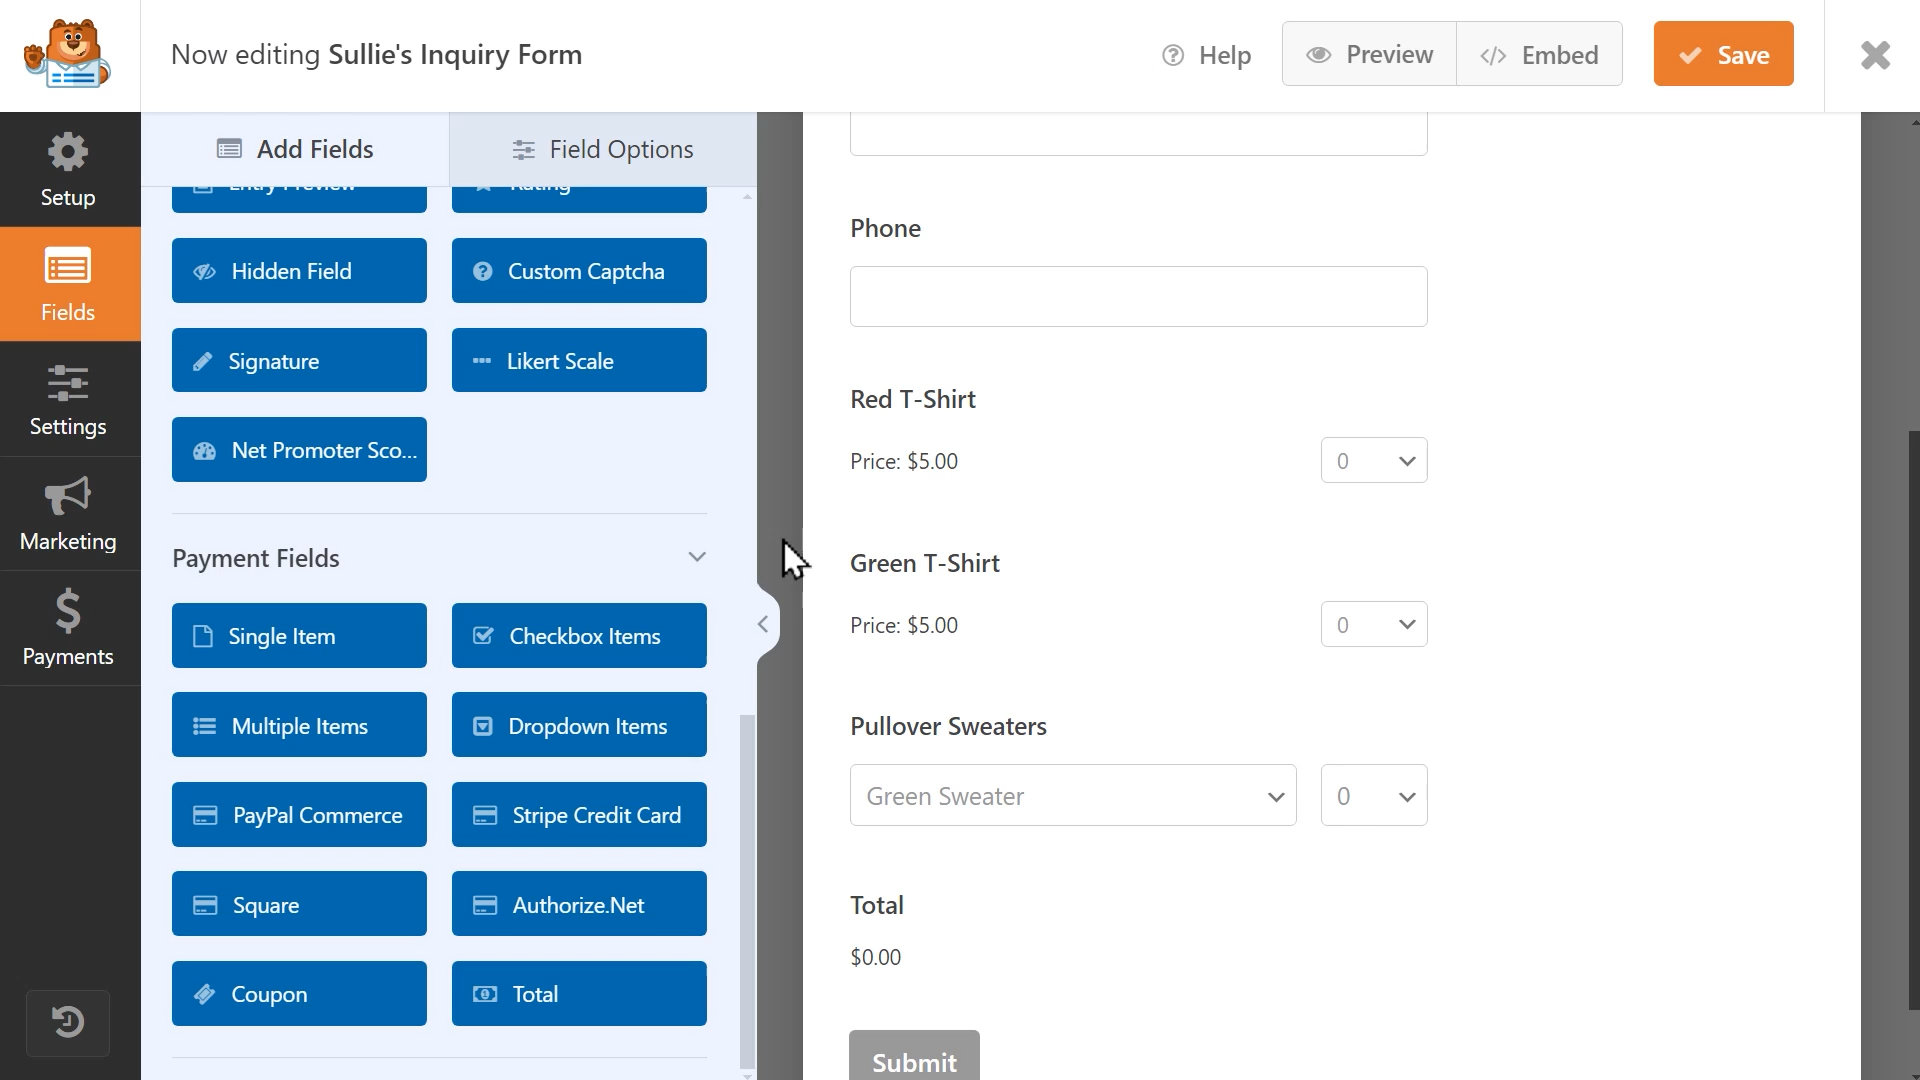 Now editing Sullie's Inquiry Form
Help
Preview
Embed
Save
Setup
Fields
Settings
Marketing
Payments
Add Fields
Field Options
Entry Preview
Rating
Hidden Field
Custom Captcha
Signature
Likert Scale
Net Promoter Sco...
Payment Fields
Single Item
Checkbox Items
Multiple Items
Dropdown Items
PayPal Commerce
Stripe Credit Card
Square
Authorize.Net
Coupon
Total
Phone
Red T-Shirt
Price: $5.00
0
Green T-Shirt
Price: $5.00
0
Pullover Sweaters
Green Sweater
0
Total
$0.00
Submit